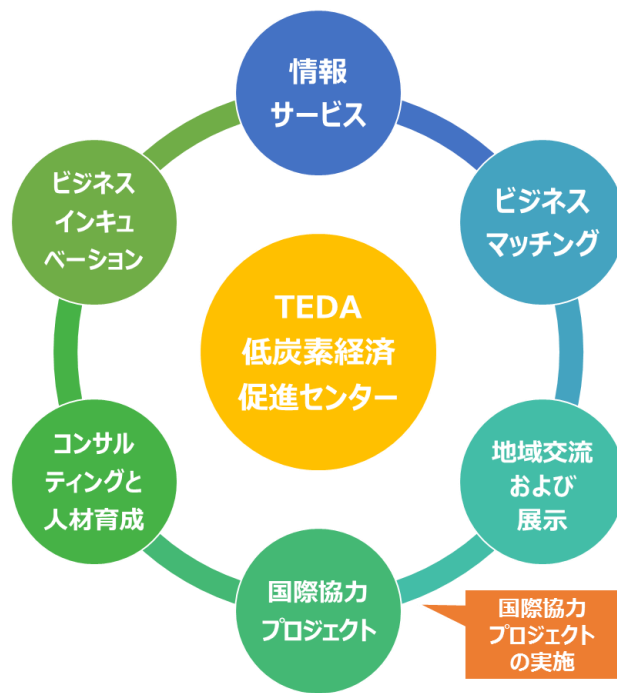 情報
サービス
ビジネス
マッチング
地域交流
および
展示
国際協力
プロジェクト
コンサル
ティングと
人材育成
ビジネス
インキュ
ベーション
TEDA
低炭素経済
促進センター
国際協力
プロジェクト
の実施